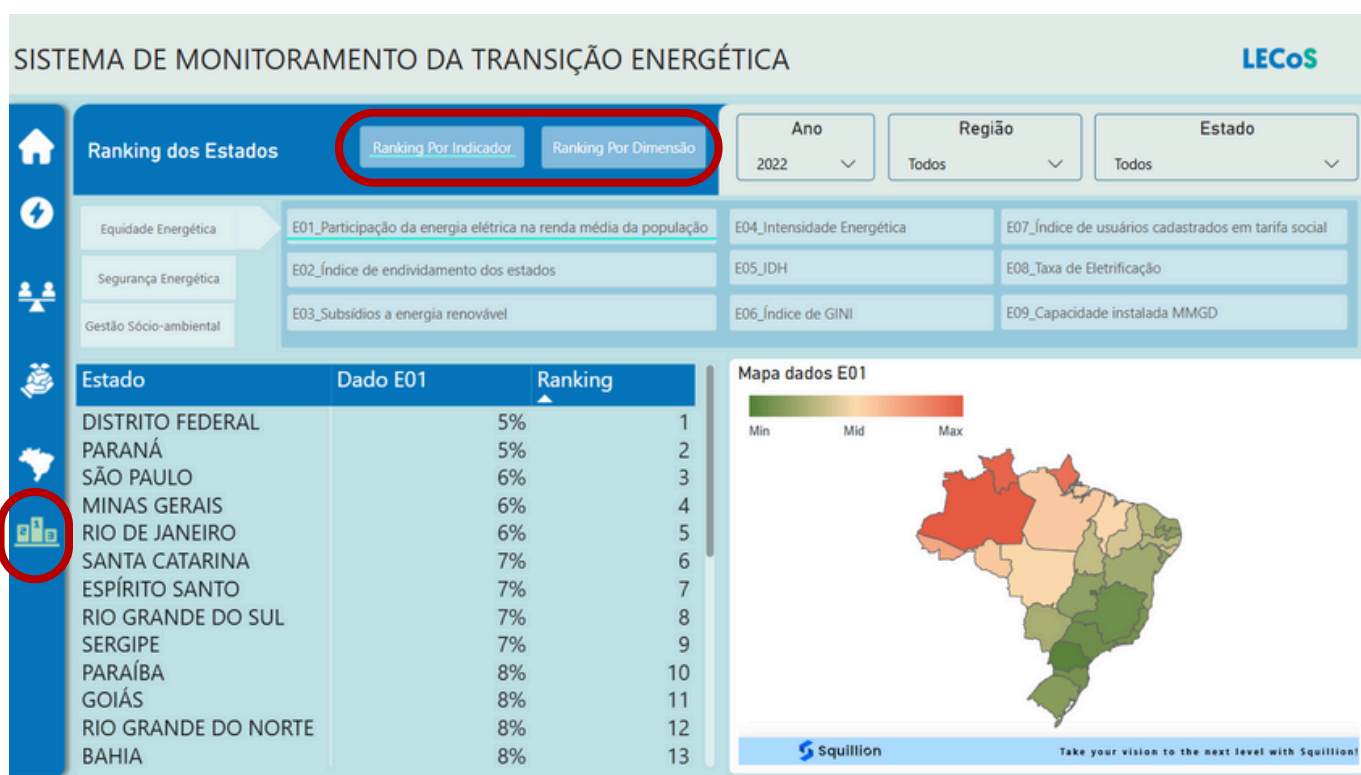 SISTEMA DE MONITORAMENTO DA TRANSIÇÃO ENERGÉTICA
LECoS
Ranking dos Estados
Ranking Por Indicador
Ranking Por Dimensão
Ano
2022
Região
Todos
Estado
Todos
Equidade Energética
Segurança Energética
Gestão Sócio-ambiental
E01_Participação da energia elétrica na renda média da população
E02_Índice de endividamento dos estados
E03_Subsídios a energia renovável
E04_Intensidade Energética
E05_IDH
E06_Índice de GINI
E07_Índice de usuários cadastrados em tarifa social
E08_Taxa de Eletrificação
E09_Capacidade instalada MMGD
2 1 3
Estado Dado E01 Ranking
DISTRITO FEDERAL 5% 1
PARANÁ 5% 2
SÃO PAULO 6% 3
MINAS GERAIS 6% 4
RIO DE JANEIRO 6% 5
SANTA CATARINA 7% 6
ESPÍRITO SANTO 7% 7
RIO GRANDE DO SUL 7% 8
SERGIPE 7% 9
PARAÍBA 8% 10
GOIÁS 8% 11
RIO GRANDE DO NORTE 8% 12
BAHIA 8% 13
Mapa dados E01
Min Mid Max
Squillion
Take your vision to the next level with Squillion!